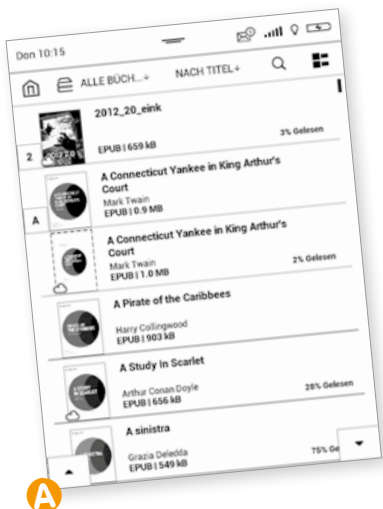 Don 10:15
ALLE BÜCH... NACH TITEL
2012_20_eink
EPUB | 659 kB
3% Gelesen
2
A Connecticut Yankee in King Arthur's
Court
Mark Twain
EPUB | 0.9 MB
A
A Connecticut Yankee in King Arthur's
Court
Mark Twain
EPUB | 1.0 MB
2% Gelesen
A Pirate of the Caribbees
Harry Collingwood
EPUB | 903 kB
A Study In Scarlet
Arthur Conan Doyle
EPUB | 656 kB
28% Gelesen
A sinistra
Grazia Deledda
EPUB | 549 kB
75% Ge
A